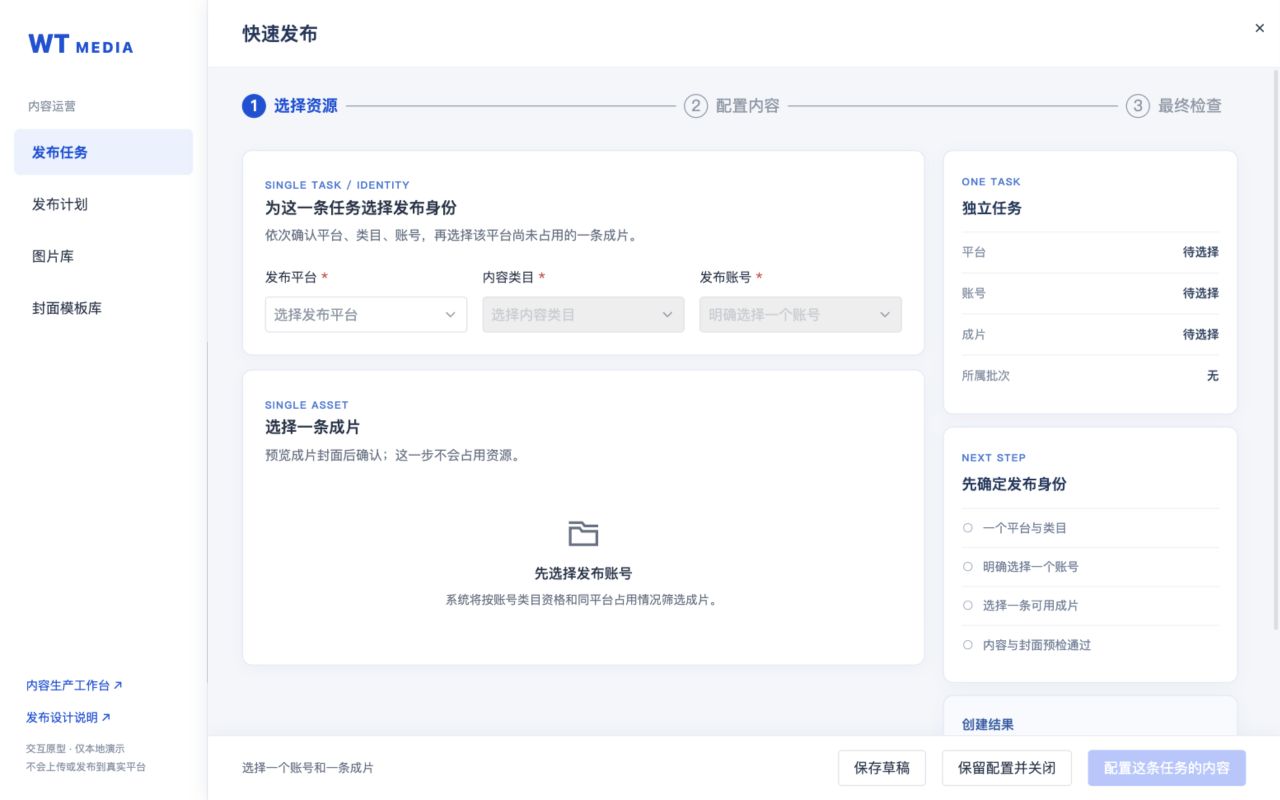 WT MEDIA
内容运营
发布任务
发布计划
图片库
封面模板库
内容生产工作台 ↗
发布设计说明 ↗
交互原型 · 仅本地演示
不会上传或发布到真实平台
快速发布 ×
1 选择资源 2 配置内容 3 最终检查
SINGLE TASK / IDENTITY
为这一条任务选择发布身份
依次确认平台、类目、账号，再选择该平台尚未占用的一条成片。
发布平台 * 内容类目 * 发布账号 *
选择发布平台 选择内容类目 明确选择一个账号
SINGLE ASSET
选择一条成片
预览成片封面后确认；这一步不会占用资源。
先选择发布账号
系统将按账号类目资格和同平台占用情况筛选成片。
ONE TASK
独立任务
平台 待选择
账号 待选择
成片 待选择
所属批次 无
NEXT STEP
先确定发布身份
一个平台与类目
明确选择一个账号
选择一条可用成片
内容与封面预检通过
创建结果
选择一个账号和一条成片 保存草稿 保留配置并关闭 配置这条任务的内容